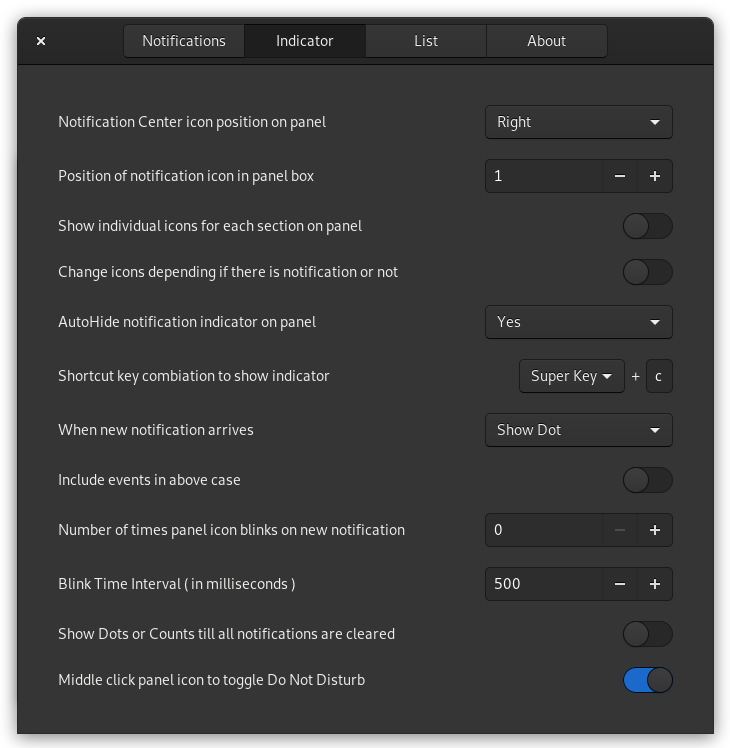 Notifications Indicator List About
Notification Center icon position on panel Right
Position of notification icon in panel box 1
Show individual icons for each section on panel
Change icons depending if there is notification or not
AutoHide notification indicator on panel Yes
Shortcut key combiation to show indicator Super Key + c
When new notification arrives Show Dot
Include events in above case
Number of times panel icon blinks on new notification 0
Blink Time Interval ( in milliseconds ) 500
Show Dots or Counts till all notifications are cleared
Middle click panel icon to toggle Do Not Disturb